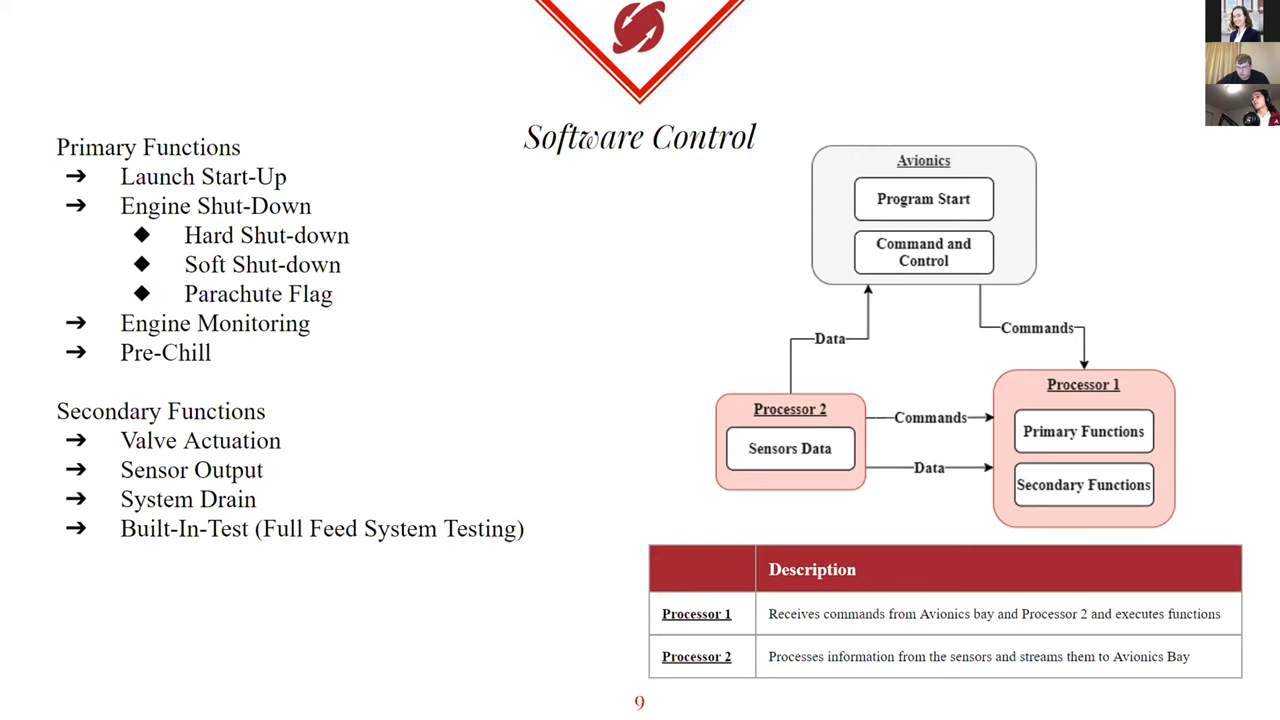 Software Control
Primary Functions
➔ Launch Start-Up
➔ Engine Shut-Down
◆ Hard Shut-down
◆ Soft Shut-down
◆ Parachute Flag
➔ Engine Monitoring
➔ Pre-Chill
Secondary Functions
➔ Valve Actuation
➔ Sensor Output
➔ System Drain
➔ Built-In-Test (Full Feed System Testing)
Avionics
Program Start
Command and
Control
Data
Commands
Processor 2
Sensors Data
Commands
Data
Processor 1
Primary Functions
Secondary Functions
Description
Processor 1 Receives commands from Avionics bay and Processor 2 and executes functions
Processor 2 Processes information from the sensors and streams them to Avionics Bay
9